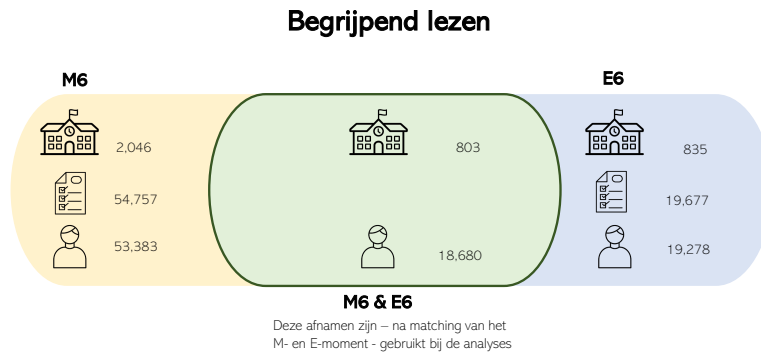 Begrijpend lezen
M6
E6
2,046
803
835
54,757
19,677
53,383
18,680
19,278
M6 & E6
Deze afnamen zijn – na matching van het
M- en E-moment - gebruikt bij de analyses